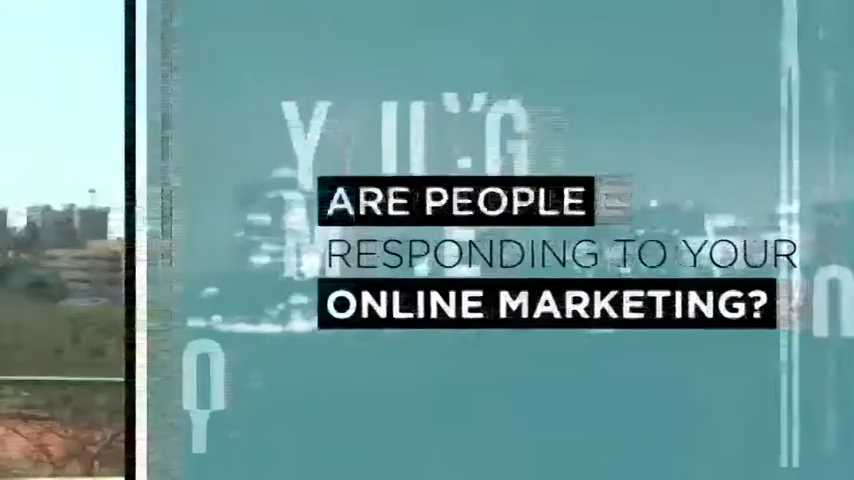 ARE PEOPLE
RESPONDING TO YOUR
ONLINE MARKETING?